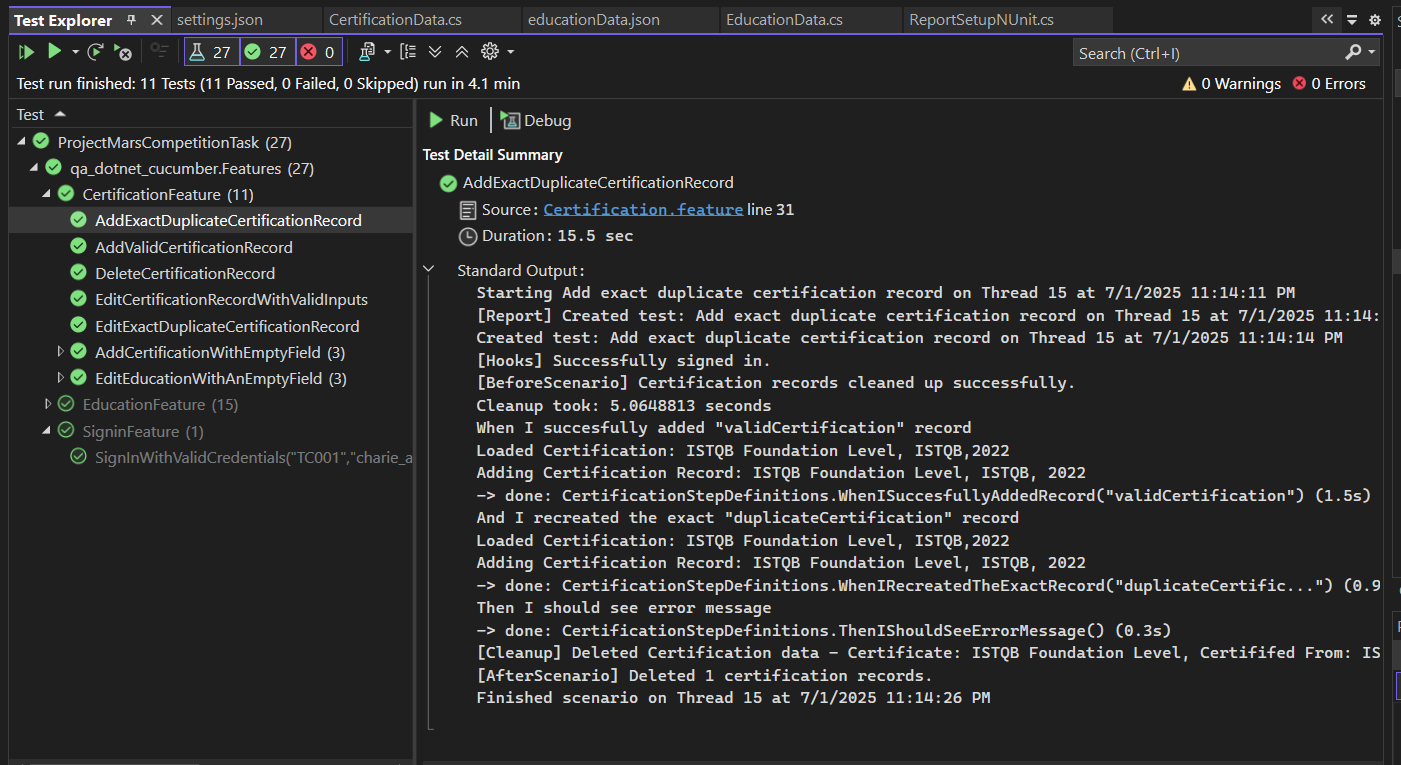 Test Explorer
settings.json
CertificationData.cs
educationData.json
EducationData.cs
ReportSetupNUnit.cs
27
27
0
Search (Ctrl+I)
Test run finished: 11 Tests (11 Passed, 0 Failed, 0 Skipped) run in 4.1 min
0 Warnings
0 Errors
Test
ProjectMarsCompetitionTask (27)
qa_dotnet_cucumber.Features (27)
CertificationFeature (11)
AddExactDuplicateCertificationRecord
AddValidCertificationRecord
DeleteCertificationRecord
EditCertificationRecordWithValidInputs
EditExactDuplicateCertificationRecord
AddCertificationWithEmptyField (3)
EditEducationWithAnEmptyField (3)
EducationFeature (15)
SigninFeature (1)
SignInWithValidCredentials("TC001","charie_a
Run
Debug
Test Detail Summary
AddExactDuplicateCertificationRecord
Source: Certification.feature line 31
Duration: 15.5 sec
Standard Output:
Starting Add exact duplicate certification record on Thread 15 at 7/1/2025 11:14:11 PM
[Report] Created test: Add exact duplicate certification record on Thread 15 at 7/1/2025 11:14:
Created test: Add exact duplicate certification record on Thread 15 at 7/1/2025 11:14:14 PM
[Hooks] Successfully signed in.
[BeforeScenario] Certification records cleaned up successfully.
Cleanup took: 5.0648813 seconds
When I succesfully added "validCertification" record
Loaded Certification: ISTQB Foundation Level, ISTQB,2022
Adding Certification Record: ISTQB Foundation Level, ISTQB, 2022
-> done: CertificationStepDefinitions.WhenISuccesfullyAddedRecord("validCertification") (1.5s)
And I recreated the exact "duplicateCertification" record
Loaded Certification: ISTQB Foundation Level, ISTQB,2022
Adding Certification Record: ISTQB Foundation Level, ISTQB, 2022
-> done: CertificationStepDefinitions.WhenIRecreatedTheExactRecord("duplicateCertific...") (0.9
Then I should see error message
-> done: CertificationStepDefinitions.ThenIShouldSeeErrorMessage() (0.3s)
[Cleanup] Deleted Certification data - Certificate: ISTQB Foundation Level, Certififed From: IS
[AfterScenario] Deleted 1 certification records.
Finished scenario on Thread 15 at 7/1/2025 11:14:26 PM